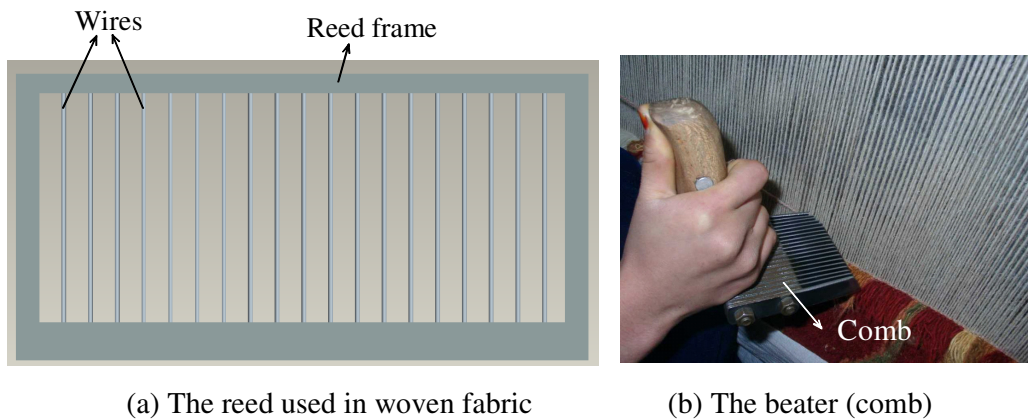 Wires
Reed frame
Comb
(a) The reed used in woven fabric
(b) The beater (comb)